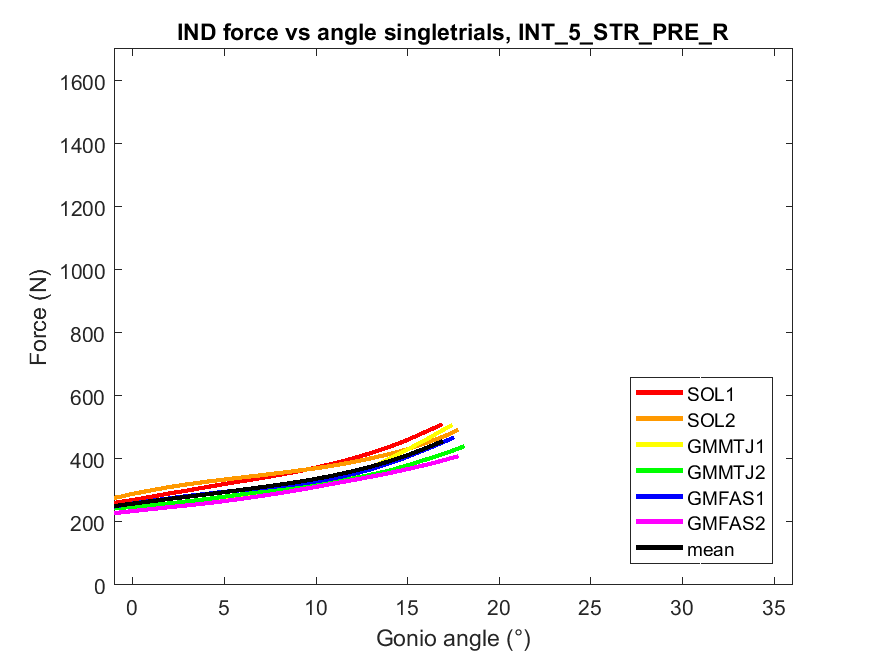 IND force vs angle singletrials, INT_5_STR_PRE_R
1600
1400
1200
1000
800
600
400
200
0
Force (N)
0 5 10 15 20 25 30 35
Gonio angle (°)
SOL1
SOL2
GMMTJ1
GMMTJ2
GMFAS1
GMFAS2
mean